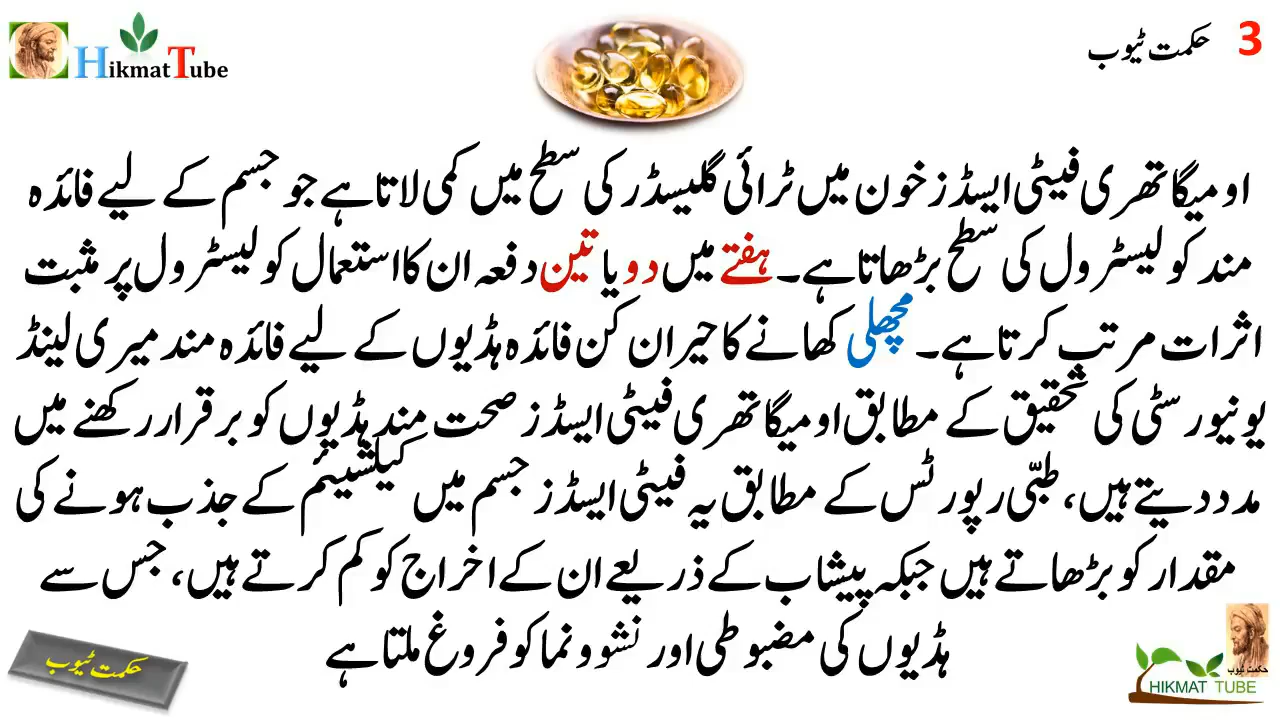 HikmatTube
حکمت ٹیوب 3
اومیگا تھری فیٹی ایسڈز خون میں ٹرائی گلیسڈر کی سطح میں کمی لاتا ہے جو جسم کے لیے فائدہ
مند کولیسٹرول کی سطح بڑھاتا ہے۔ ہفتے میں دو یا تین دفعہ ان کا استعمال کولیسٹرول پر مثبت
اثرات مرتب کرتا ہے۔ مچھلی کھانے کا حیران کن فائدہ ہڈیوں کے لیے فائدہ مند میری لینڈ
یونیورسٹی کی تحقیق کے مطابق اومیگا تھری فیٹی ایسڈز صحت مند ہڈیوں کو برقرار رکھنے میں
مدد دیتے ہیں، طبّی رپورٹس کے مطابق یہ فیٹی ایسڈز جسم میں کیلشیئم کے جذب ہونے کی
مقدار کو بڑھاتے ہیں جبکہ پیشاب کے ذریعے ان کے اخراج کو کم کرتے ہیں، جس سے
ہڈیوں کی مضبوطی اور نشوونما کو فروغ ملتا ہے
حکمت ٹیوب
حکمت ٹیوب
HIKMAT TUBE